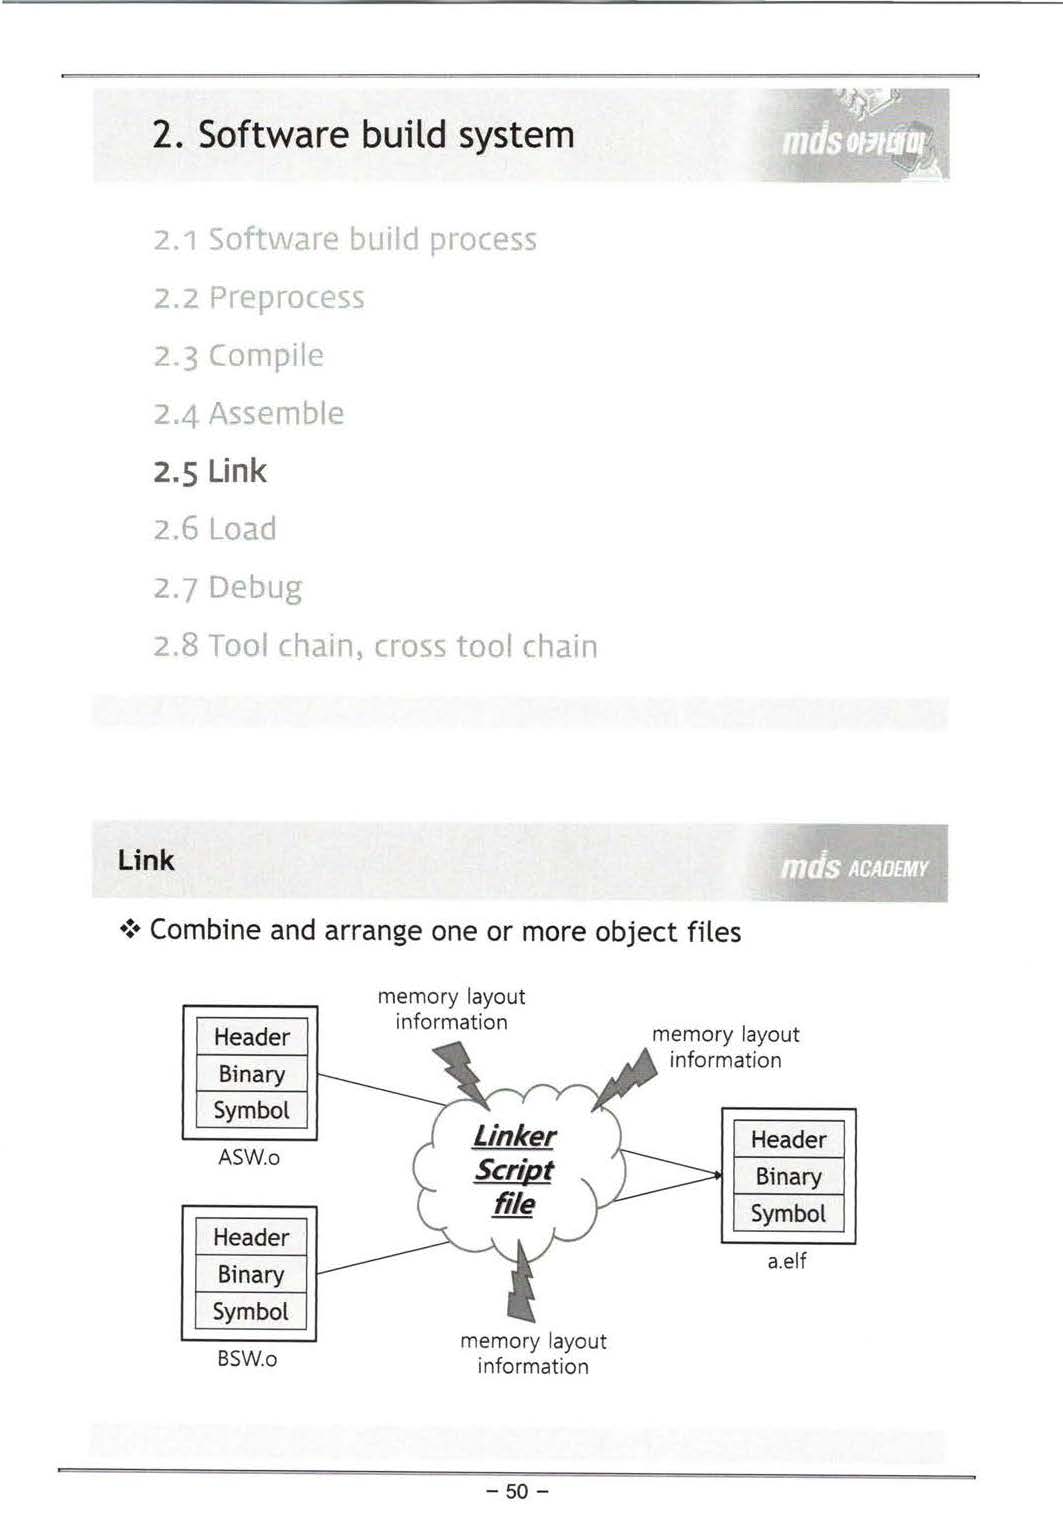 2. Software build system
mds 아카데미
2.1 Software build process
2.2 Preprocess
2.3 Compile
2.4 Assemble
2.5 Link
2.6 Load
2.7 Debug
2.8 Tool chain, cross tool chain
Link
mds ACADEMY
Combine and arrange one or more object files
memory layout
information
memory layout
information
Header
Binary
Symbol
ASW.o
Linker
Script
file
Header
Binary
Symbol
a.elf
Header
Binary
Symbol
BSW.o
memory layout
information
- 50 -